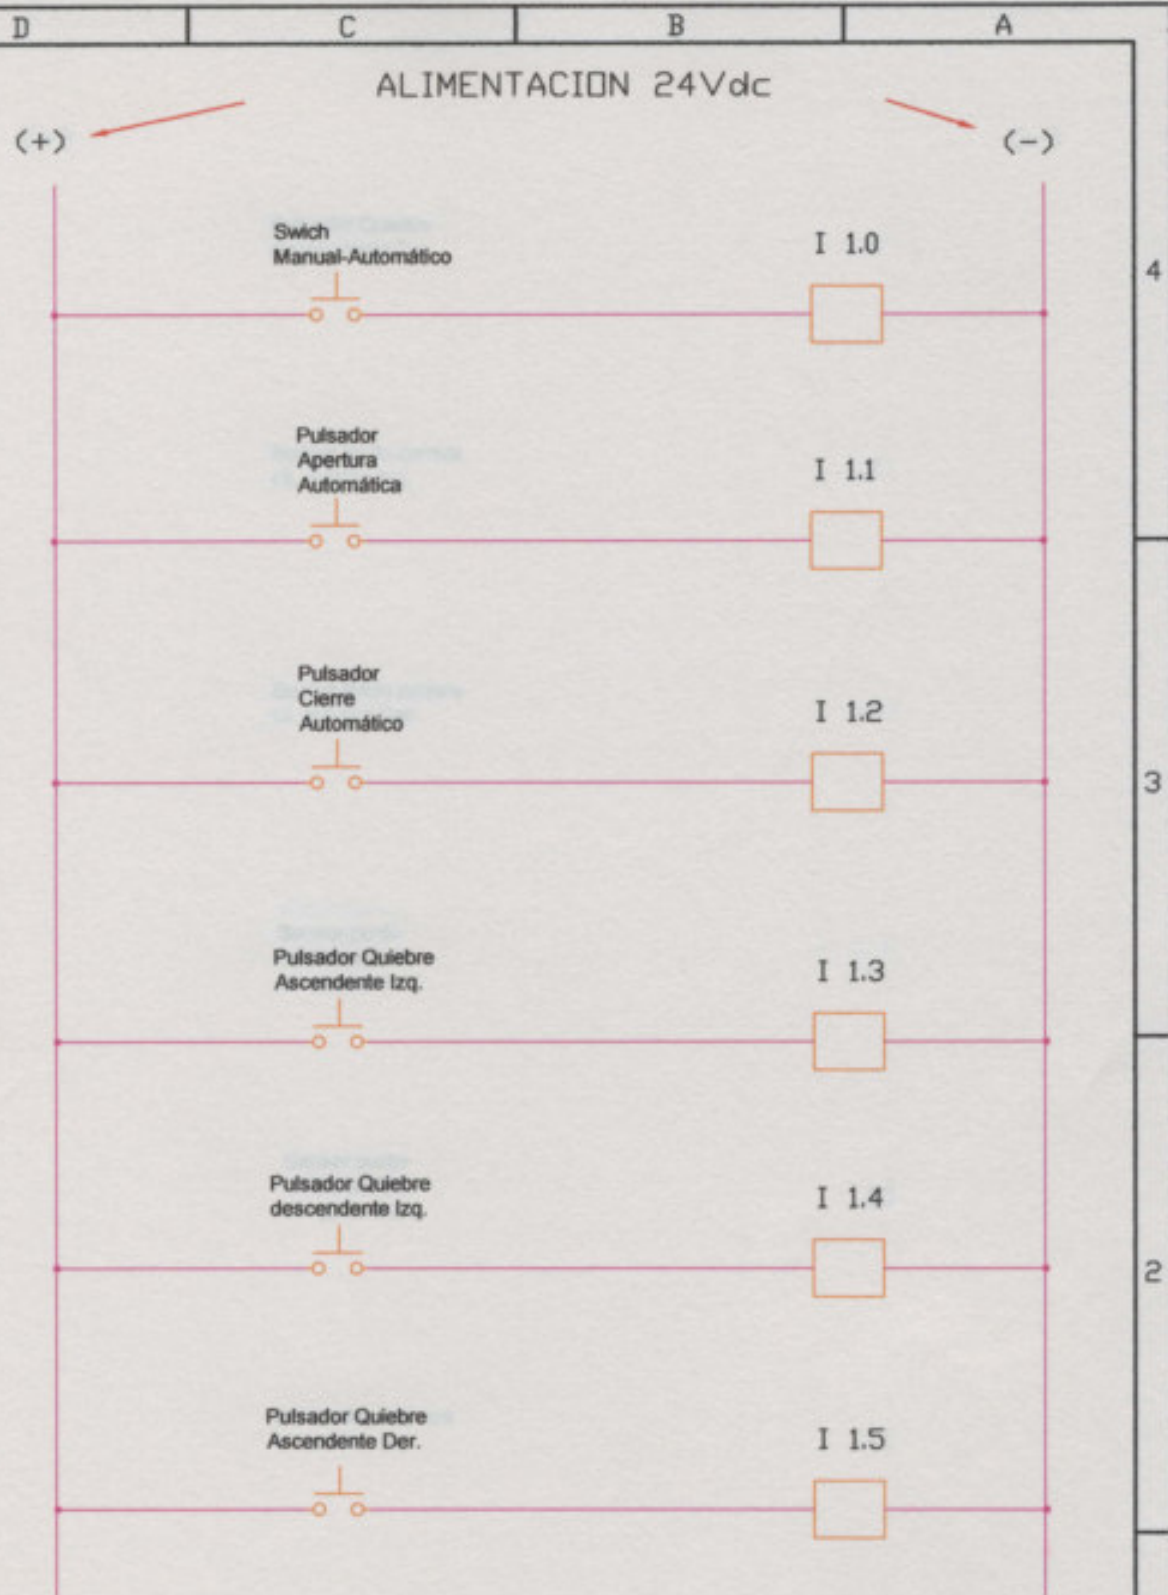 D C B A
ALIMENTACION 24Vdc
(+) (-)
Swich
Manual-Automático
I 1.0
4
Pulsador
Apertura
Automática
I 1.1
Pulsador
Cierre
Automático
I 1.2
3
Pulsador Quiebre
Ascendente Izq.
I 1.3
Pulsador Quiebre
descendente Izq.
I 1.4
2
Pulsador Quiebre
Ascendente Der.
I 1.5